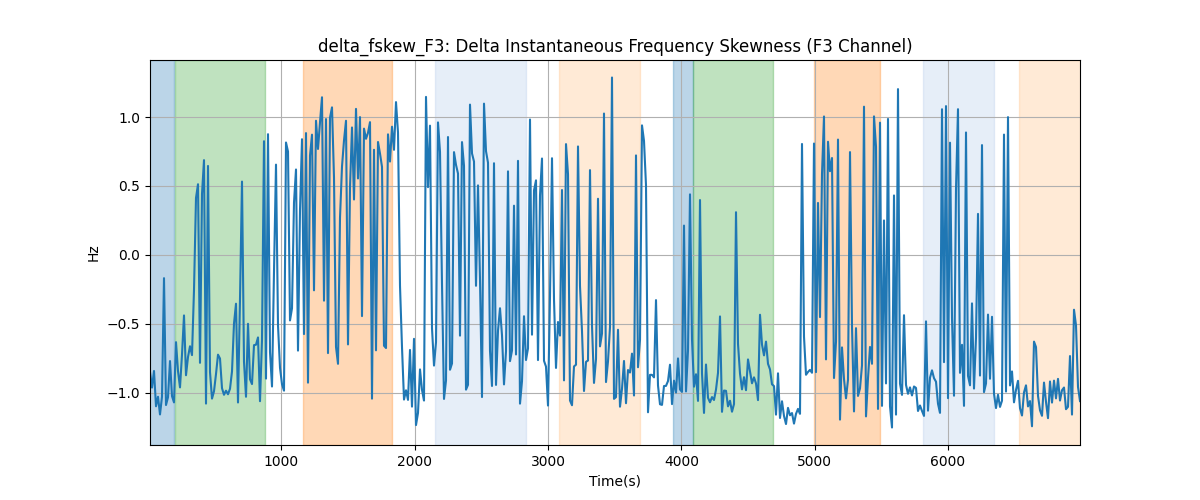 delta_fskew_F3: Delta Instantaneous Frequency Skewness (F3 Channel)
1.0
0.5
0.0
−0.5
−1.0
Hz
1000 2000 3000 4000 5000 6000
Time(s)